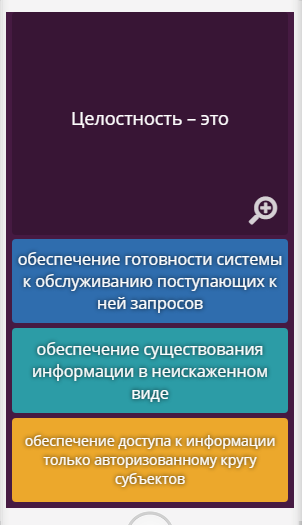 Целостность – это
обеспечение готовности системы
к обслуживанию поступающих к
ней запросов
обеспечение существования
информации в неискаженном
виде
обеспечение доступа к информации
только авторизованному кругу
субъектов